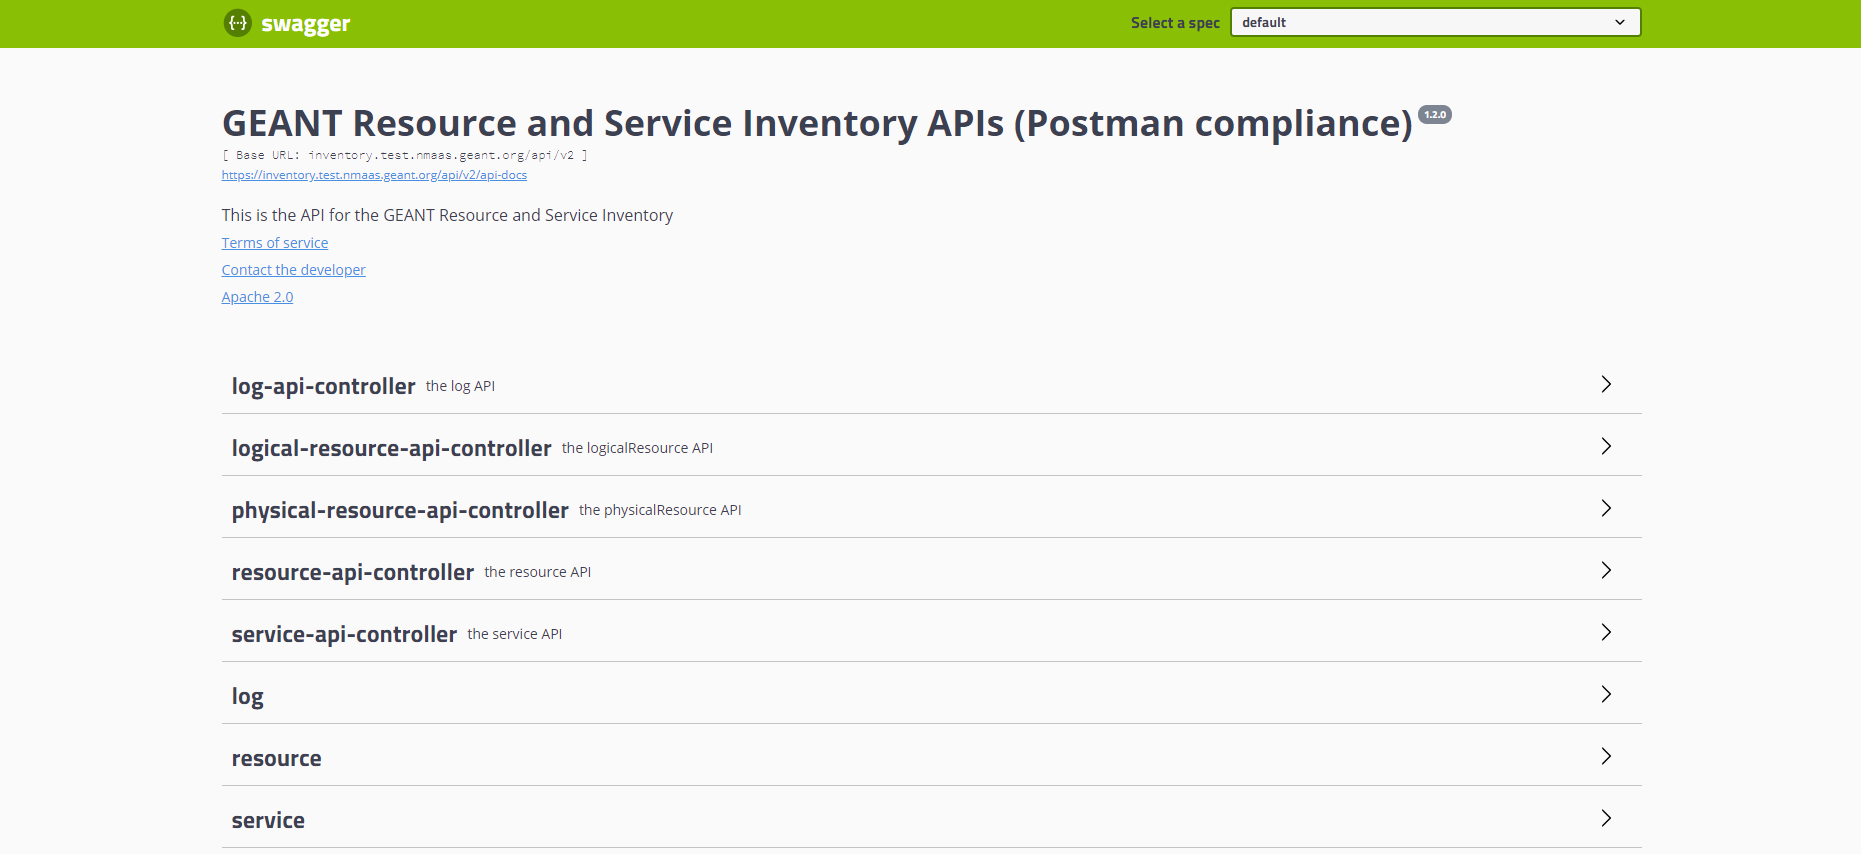 {···} swagger Select a spec default
GEANT Resource and Service Inventory APIs (Postman compliance) 1.2.0
[ Base URL: inventory.test.nmaas.geant.org/api/v2 ]
https://inventory.test.nmaas.geant.org/api/v2/api-docs
This is the API for the GEANT Resource and Service Inventory
Terms of service
Contact the developer
Apache 2.0
log-api-controller the log API
logical-resource-api-controller the logicalResource API
physical-resource-api-controller the physicalResource API
resource-api-controller the resource API
service-api-controller the service API
log
resource
service